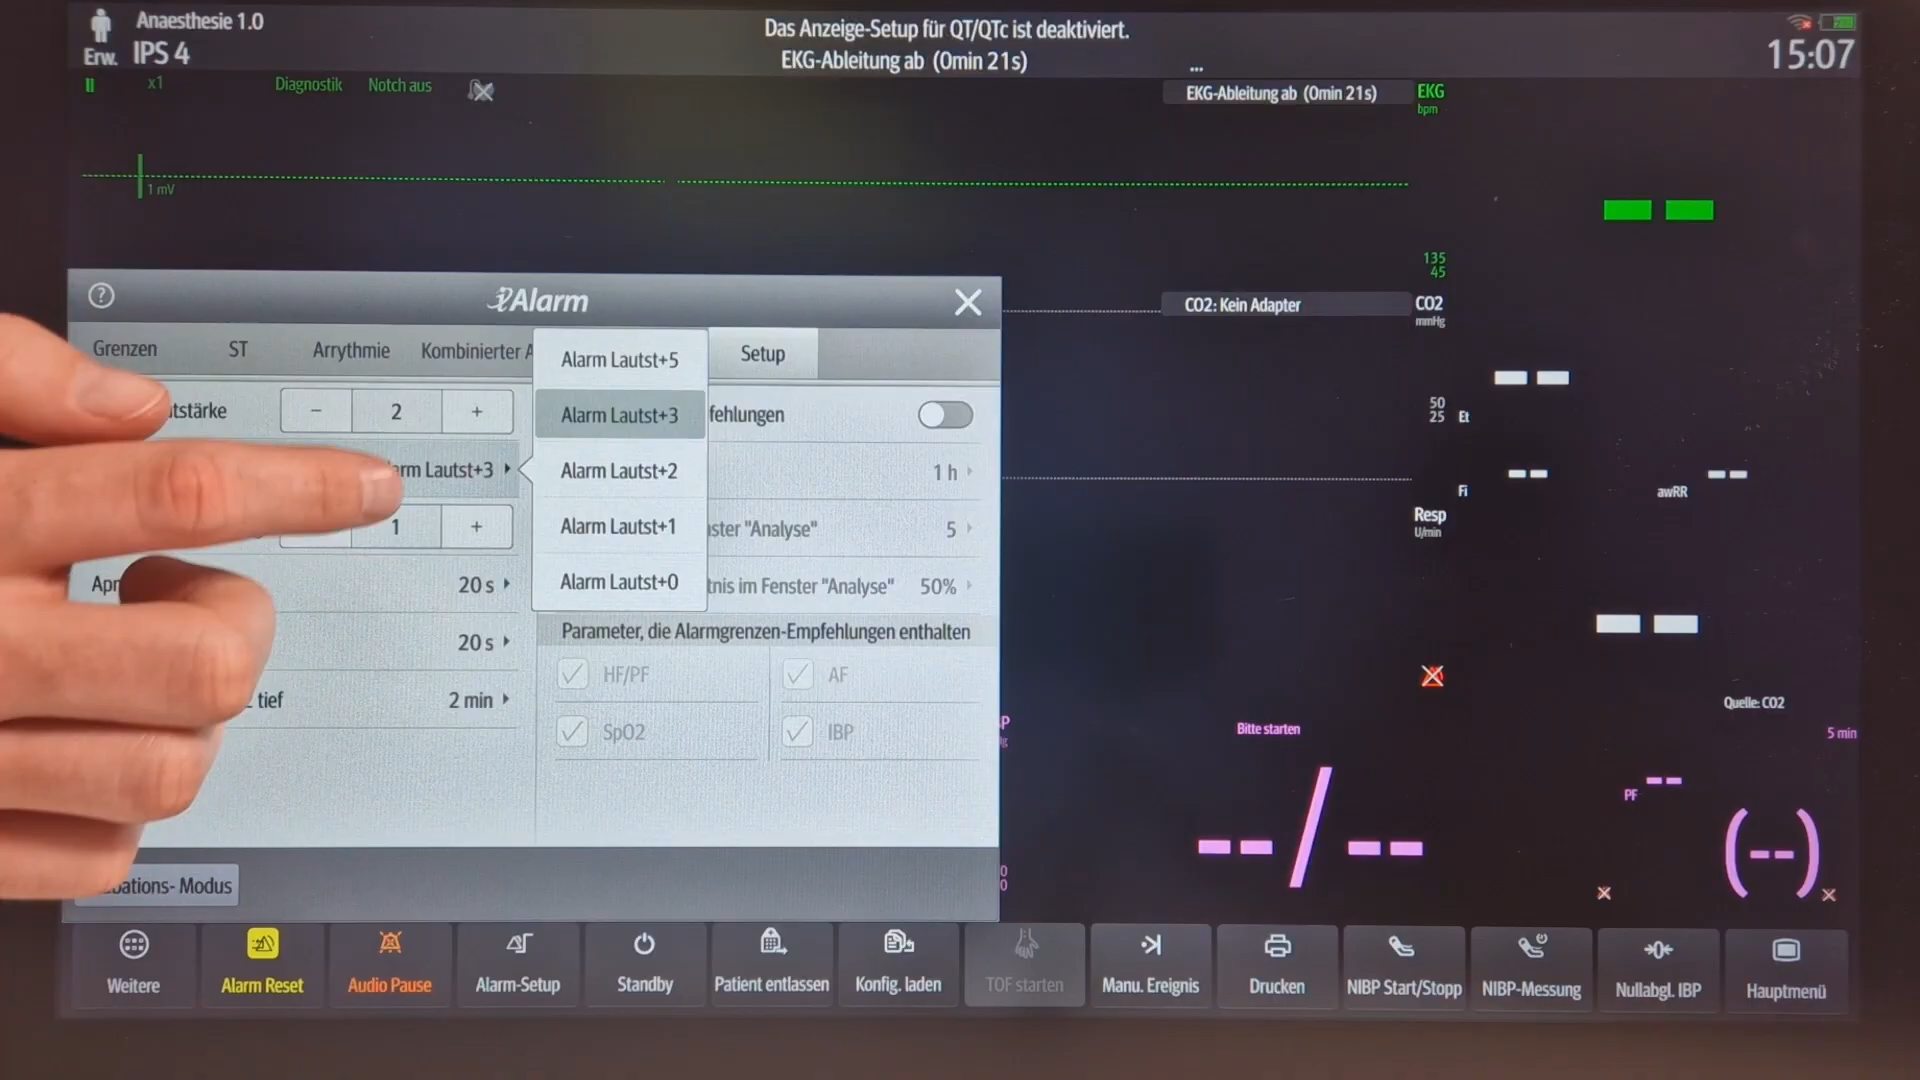 Anaesthesie 1.0
Erw. IPS 4
Das Anzeige-Setup für QT/QTc ist deaktiviert.
EKG-Ableitung ab (0min 21s)
...
15:07
x1 Diagnostik Notch aus
EKG-Ableitung ab (0min 21s)
EKG
bpm
1 mV
135
45
CO2: Kein Adapter
CO2
mmHg
50
25
Et
Fi
awRR
Resp
U/min
Quelle: CO2
Bitte starten
5 min
PF
--/--
(--)
? Alarm
Grenzen ST Arrythmie Kombinierter A Setup
tstärke - 2 +
rm Lautst+3
1 +
Apn 20 s
20 s
tief 2 min
Alarm Lautst+5
Alarm Lautst+3
Alarm Lautst+2
Alarm Lautst+1
Alarm Lautst+0
fehlungen
1 h
ster "Analyse" 5
tnis im Fenster "Analyse" 50%
Parameter, die Alarmgrenzen-Empfehlungen enthalten
HF/PF AF
SpO2 IBP
bations- Modus
Weitere
Alarm Reset
Audio Pause
Alarm-Setup
Standby
Patient entlassen
Konfig. laden
TOF starten
Manu. Ereignis
Drucken
NIBP Start/Stopp
NIBP-Messung
Nullabgl. IBP
Hauptmenü